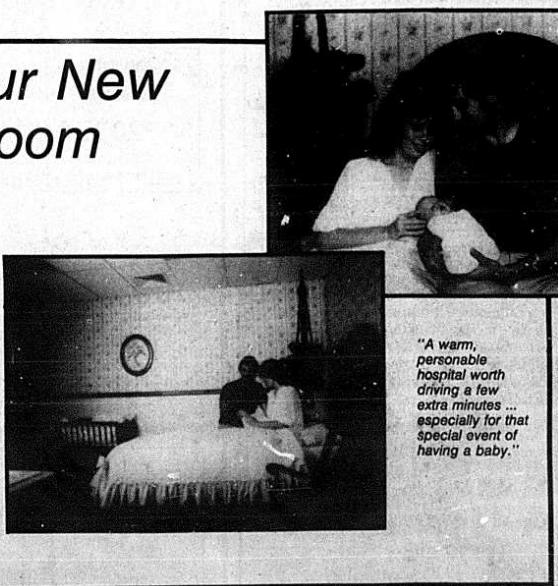 ur New
oom
"A warm,
personable
hospital worth
driving a few
extra minutes ...
especially for that
special event of
having a baby."